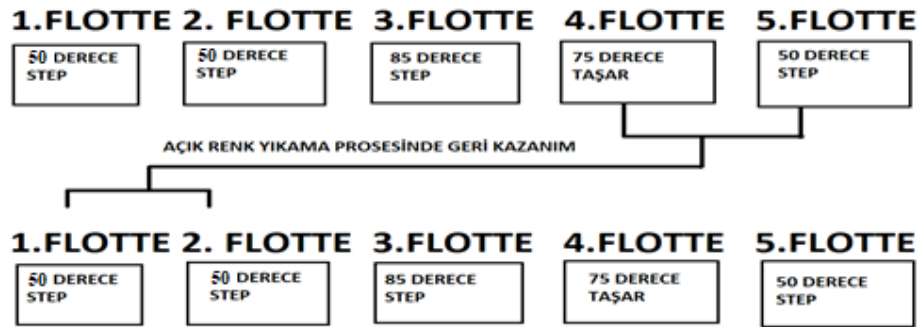 1.FLOTTE 2. FLOTTE 3.FLOTTE 4.FLOTTE 5.FLOTTE
50 DERECE STEP
50 DERECE STEP
85 DERECE STEP
75 DERECE TAŞAR
50 DERECE STEP
AÇIK RENK YIKAMA PROSESİNDE GERİ KAZANIM
1.FLOTTE 2. FLOTTE 3.FLOTTE 4.FLOTTE 5.FLOTTE
50 DERECE STEP
50 DERECE STEP
85 DERECE STEP
75 DERECE TAŞAR
50 DERECE STEP